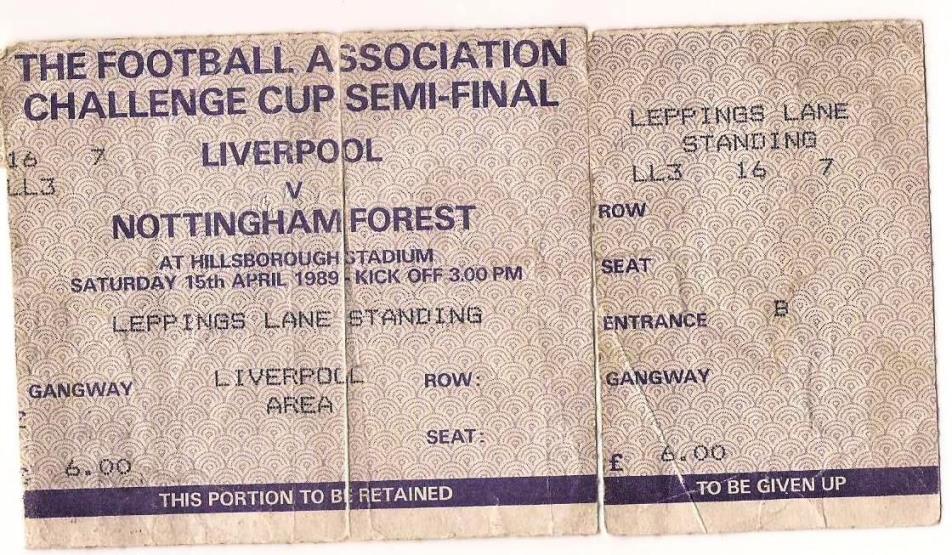 THE FOOTBALL ASSOCIATION
CHALLENGE CUP SEMI-FINAL
16 7
LL3
LIVERPOOL
V
NOTTINGHAM FOREST
AT HILLSBOROUGH STADIUM
SATURDAY 15th APRIL 1989 - KICK OFF 3.00 PM
LEPPINGS LANE STANDING
GANGWAY
LIVERPOOL
AREA
ROW:
SEAT:
6.00
THIS PORTION TO BE RETAINED
LEPPINGS LANE
STANDING
LL3 16 7
ROW
SEAT
ENTRANCE B
GANGWAY
£ 6.00
TO BE GIVEN UP